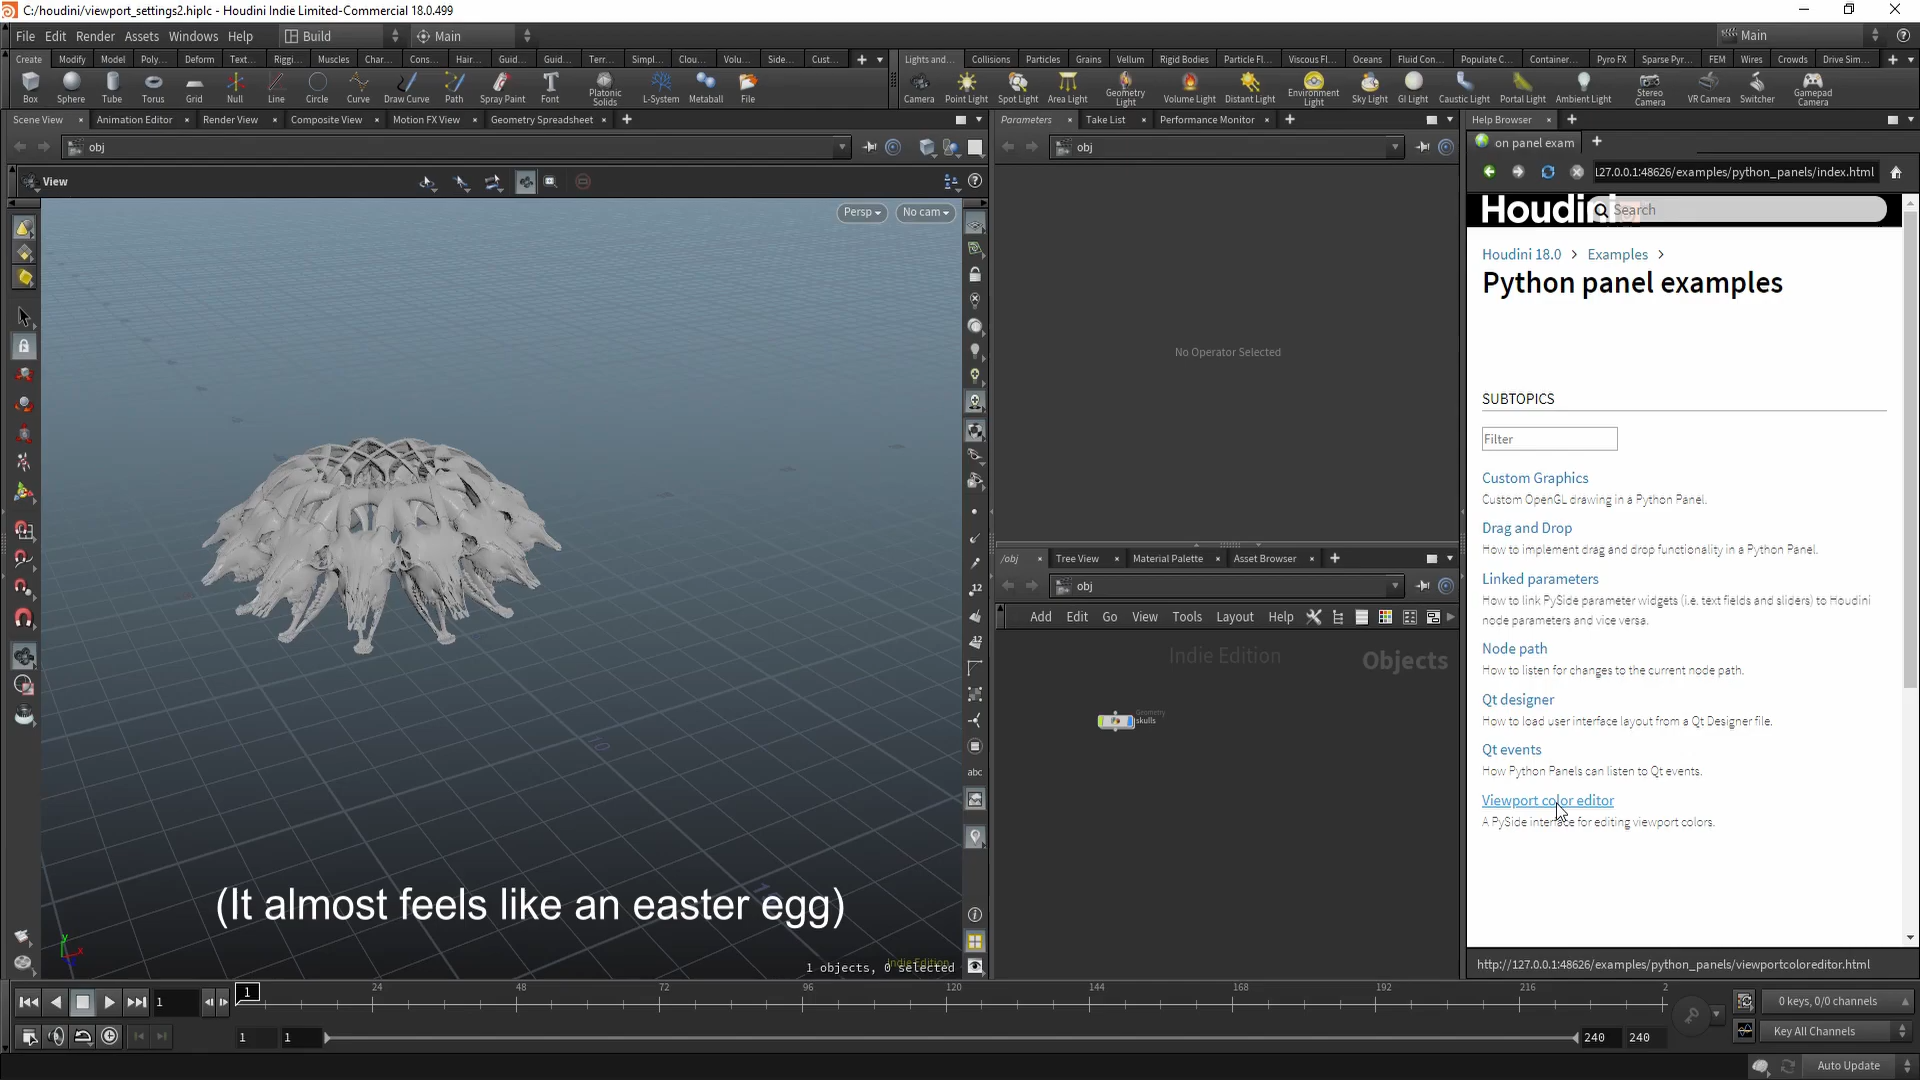 C:/houdini/viewport_settings2.hiplc - Houdini Indie Limited-Commercial 18.0.499
File Edit Render Assets Windows Help Build Main Main
Create Modify Model Poly... Deform Text... Riggi... Muscles Char... Cons... Hair... Guid... Guid... Terr... Simpl... Clou... Volu... Side... Cust...
Lights and... Collisions Particles Grains Vellum Rigid Bodies Particle Fl... Viscous Fl... Oceans Fluid Con... Populate C... Container... Pyro FX Sparse Pyr... FEM Wires Crowds Drive Sim...
Box Sphere Tube Torus Grid Null Line Circle Curve Draw Curve Path Spray Paint Font Platonic Solids L-System Metaball File
Camera Point Light Spot Light Area Light Geometry Light Volume Light Distant Light Environment Light Sky Light GI Light Caustic Light Portal Light Ambient Light Stereo Camera VR Camera Switcher Gamepad Camera
Scene View Animation Editor Render View Composite View Motion FX View Geometry Spreadsheet
obj
View
Persp No cam
12
12
abc
(It almost feels like an easter egg)
Indie Edition
1 objects, 0 selected
Parameters Take List Performance Monitor
obj
No Operator Selected
/obj Tree View Material Palette Asset Browser
obj
Add Edit Go View Tools Layout Help
Indie Edition Objects
Geometry
skulls
Help Browser
on panel exam
127.0.0.1:48626/examples/python_panels/index.html
Houdini Search
Houdini 18.0 > Examples >
Python panel examples
SUBTOPICS
Filter
Custom Graphics
Custom OpenGL drawing in a Python Panel.
Drag and Drop
How to implement drag and drop functionality in a Python Panel.
Linked parameters
How to link PySide parameter widgets (i.e. text fields and sliders) to Houdini
node parameters and vice versa.
Node path
How to listen for changes to the current node path.
Qt designer
How to load user interface layout from a Qt Designer file.
Qt events
How Python Panels can listen to Qt events.
Viewport color editor
A PySide interface for editing viewport colors.
http://127.0.0.1:48626/examples/python_panels/viewportcoloreditor.html
1 1 24 48 72 96 120 144 168 192 216 2
0 keys, 0/0 channels
1 1 240 240
Key All Channels
Auto Update